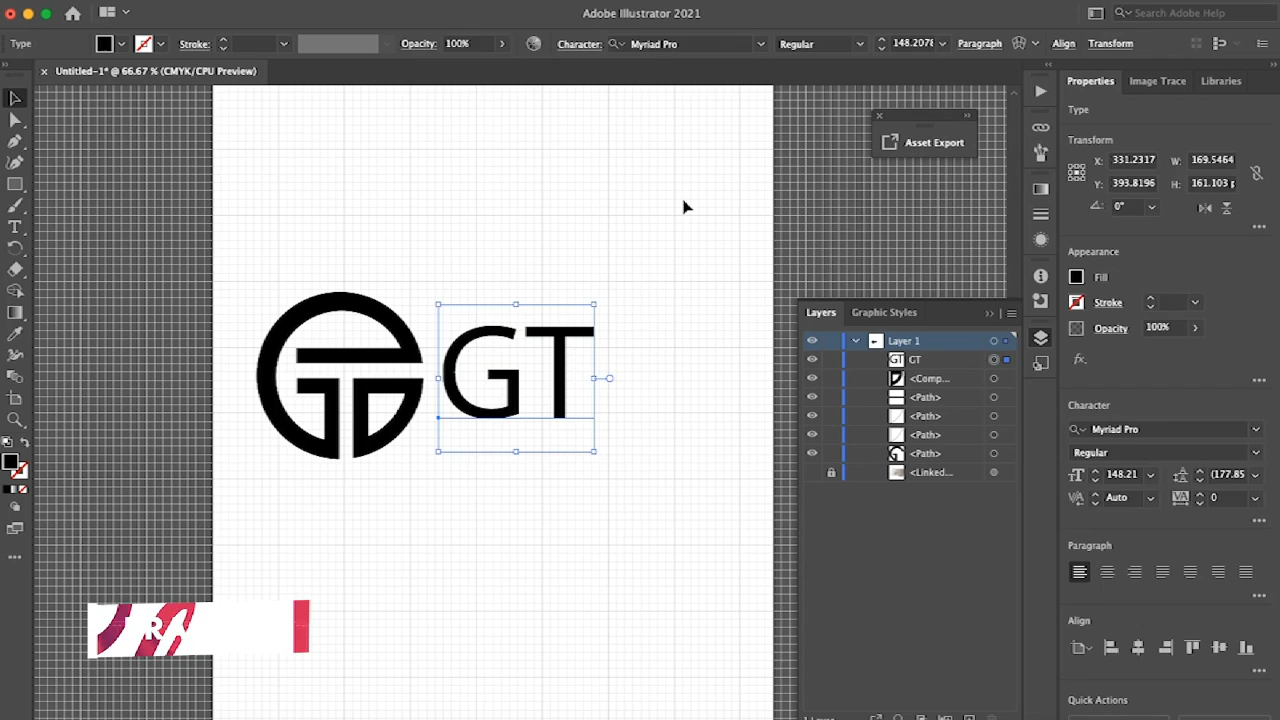 Adobe Illustrator 2021
Search Adobe Help
Type
Stroke:
Opacity: 100%
Character: Myriad Pro
Regular
148.2078
Paragraph
Align
Transform
Untitled-1* @ 66.67 % (CMYK/CPU Preview)
Properties
Image Trace
Libraries
Type
Asset Export
Transform
X: 331.2317 W: 169.5464
Y: 393.8196 H: 161.103 p
0°
Appearance
Fill
Stroke
Opacity 100%
fx.
GT
Layers
Graphic Styles
Layer 1
GT GT
<Comp...
<Path>
<Path>
<Path>
<Path>
<Linked...
Character
Myriad Pro
Regular
148.21 (177.85
Auto 0
Paragraph
Align
Quick Actions